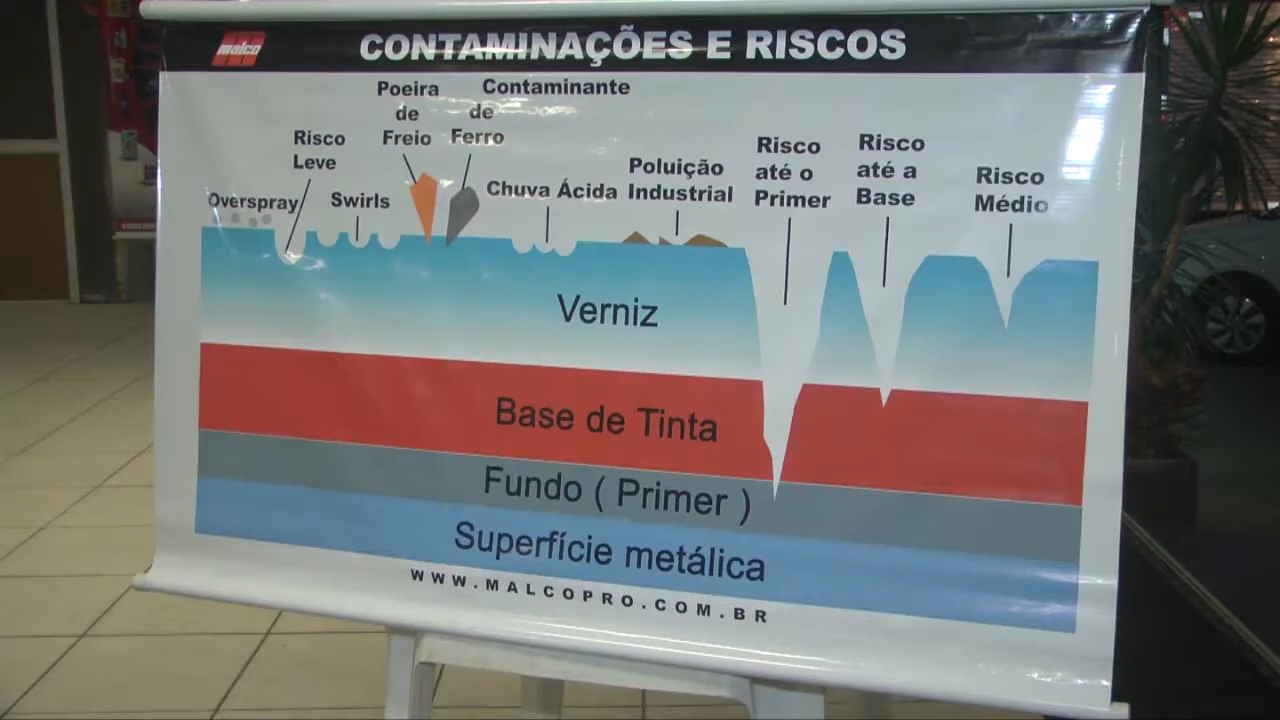 malco
CONTAMINAÇÕES E RISCOS
Overspray
Risco
Leve
Swirls
Poeira
de
Freio
Contaminante
de
Ferro
Chuva Ácida
Poluição
Industrial
Risco
até o
Primer
Risco
até a
Base
Risco
Médio
Verniz
Base de Tinta
Fundo ( Primer )
Superfície metálica
WWW.MALCOPRO.COM.BR